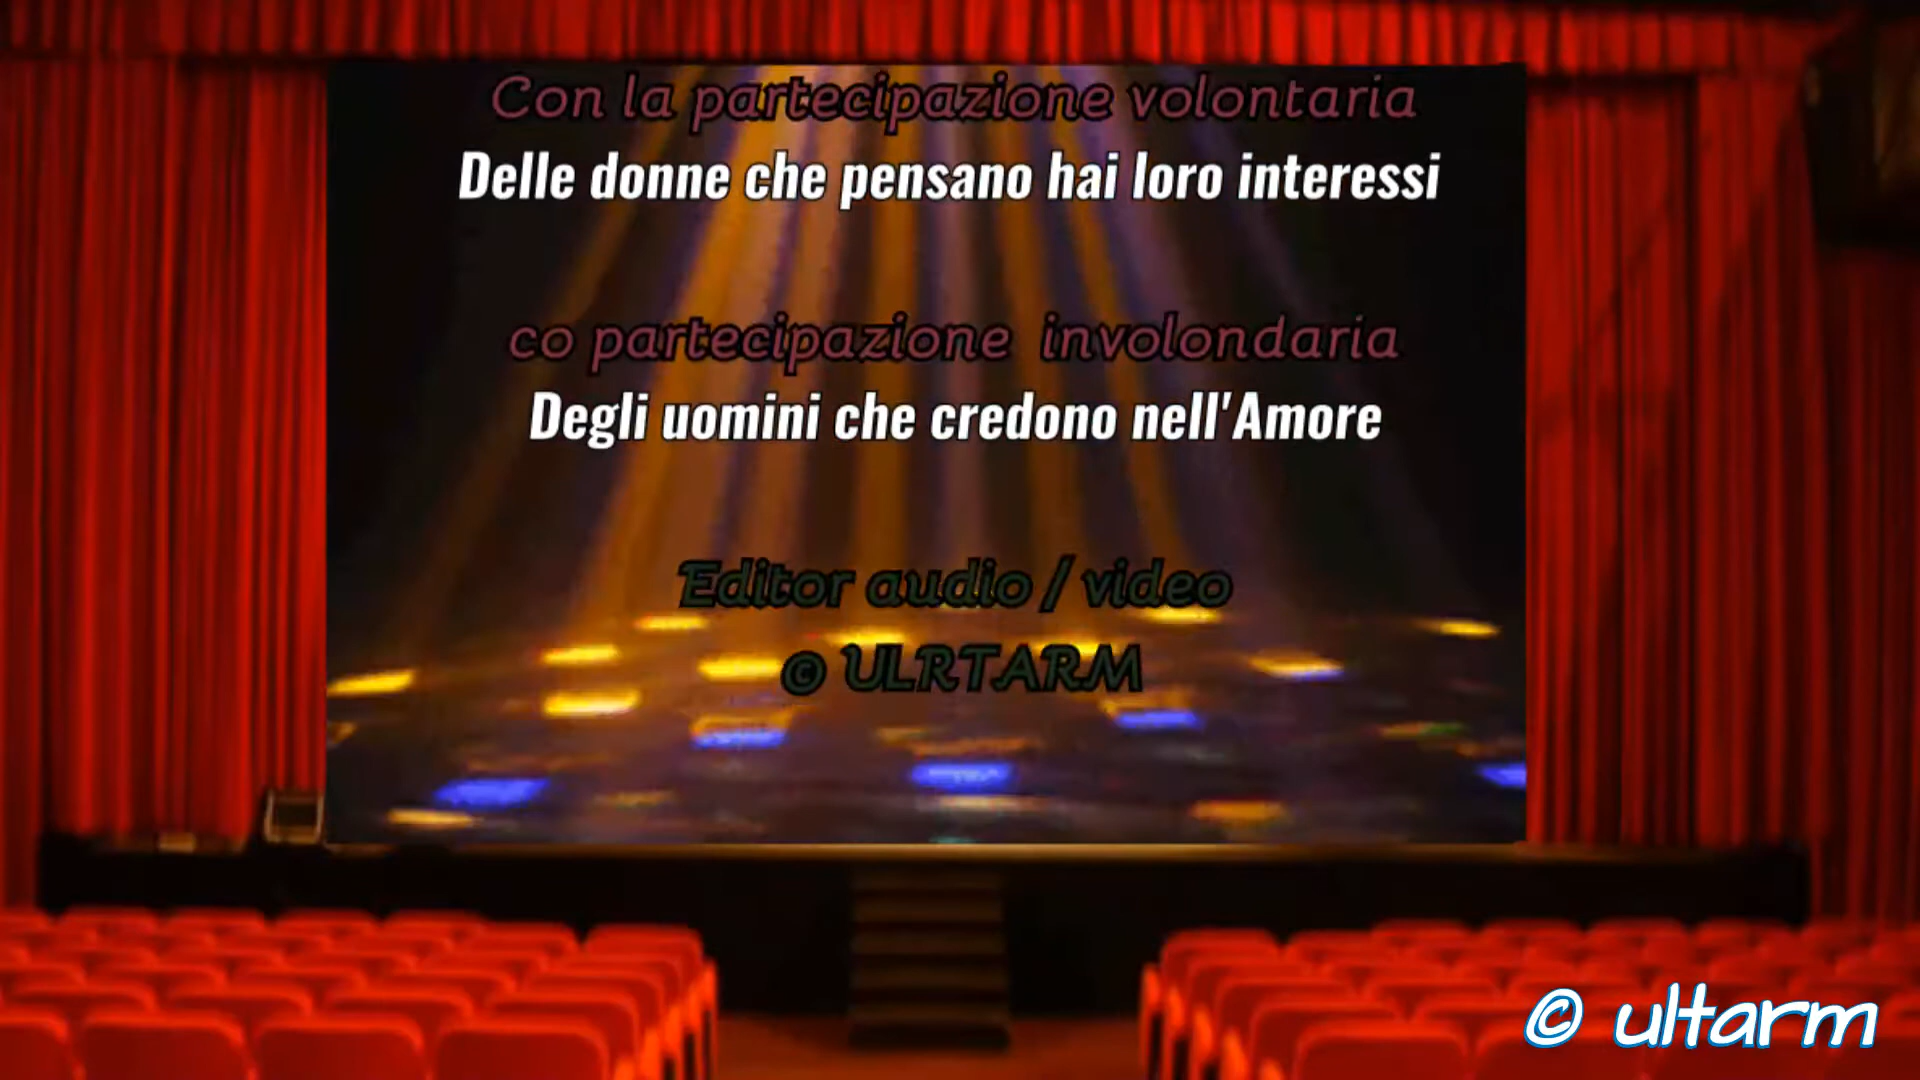 Con la partecipazione volontaria
Delle donne che pensano hai loro interessi
co partecipazione involondaria
Degli uomini che credono nell'Amore
Editor audio / video
© ULRTARM
© ultarm